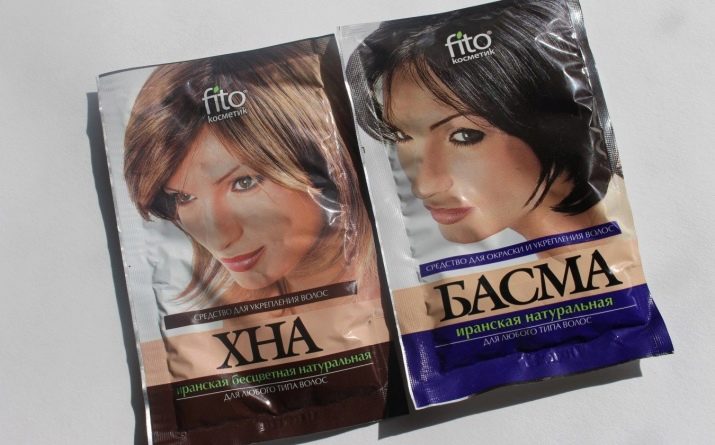 fito
косметик
СРЕДСТВО ДЛЯ УКРЕПЛЕНИЯ ВОЛОС
ХНА
иранская бесцветная натуральная
ДЛЯ ЛЮБОГО ТИПА ВОЛОС
fito
косметик
СРЕДСТВО ДЛЯ ОКРАСКИ И УКРЕПЛЕНИЯ ВОЛОС
БАСМА
иранская натуральная
ДЛЯ ЛЮБОГО ТИПА ВОЛОС